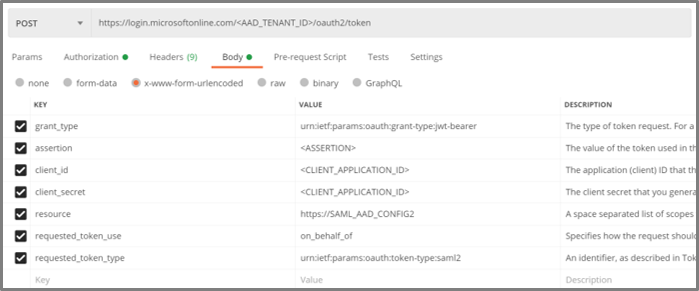 POST https://login.microsoftonline.com/<AAD_TENANT_ID>/oauth2/token
Params Authorization Headers (9) Body Pre-request Script Tests Settings
none form-data x-www-form-urlencoded raw binary GraphQL
KEY VALUE DESCRIPTION
grant_type urn:ietf:params:oauth:grant-type:jwt-bearer The type of token request. For a
assertion <ASSERTION> The value of the token used in th
client_id <CLIENT_APPLICATION_ID> The application (client) ID that th
client_secret <CLIENT_APPLICATION_ID> The client secret that you genera
resource https://SAML_AAD_CONFIG2 A space separated list of scopes
requested_token_use on_behalf_of Specifies how the request should
requested_token_type urn:ietf:params:oauth:token-type:saml2 An identifier, as described in Tok
Key Value Description